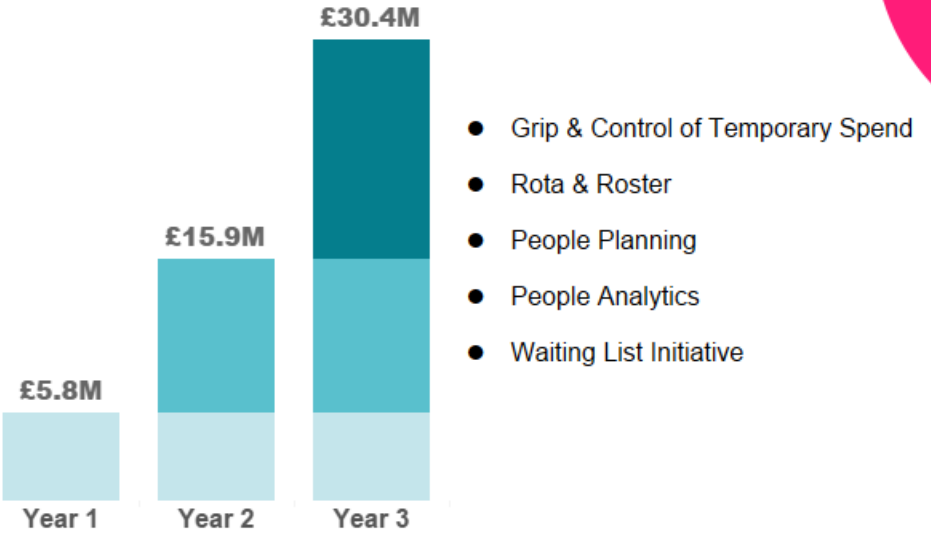 £30.4M
£15.9M
£5.8M
Year 1
Year 2
Year 3
● Grip & Control of Temporary Spend
● Rota & Roster
● People Planning
● People Analytics
● Waiting List Initiative